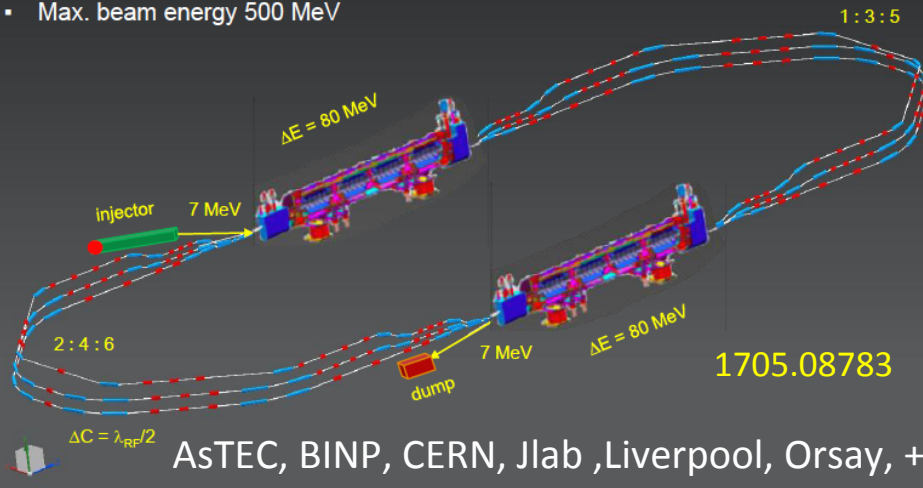 ▪ Max. beam energy 500 MeV
1 : 3 : 5
ΔE = 80 MeV
injector
7 MeV
2 : 4 : 6
7 MeV
ΔE = 80 MeV
dump
1705.08783
ΔC = λRF/2
AsTEC, BINP, CERN, Jlab ,Liverpool, Orsay, +